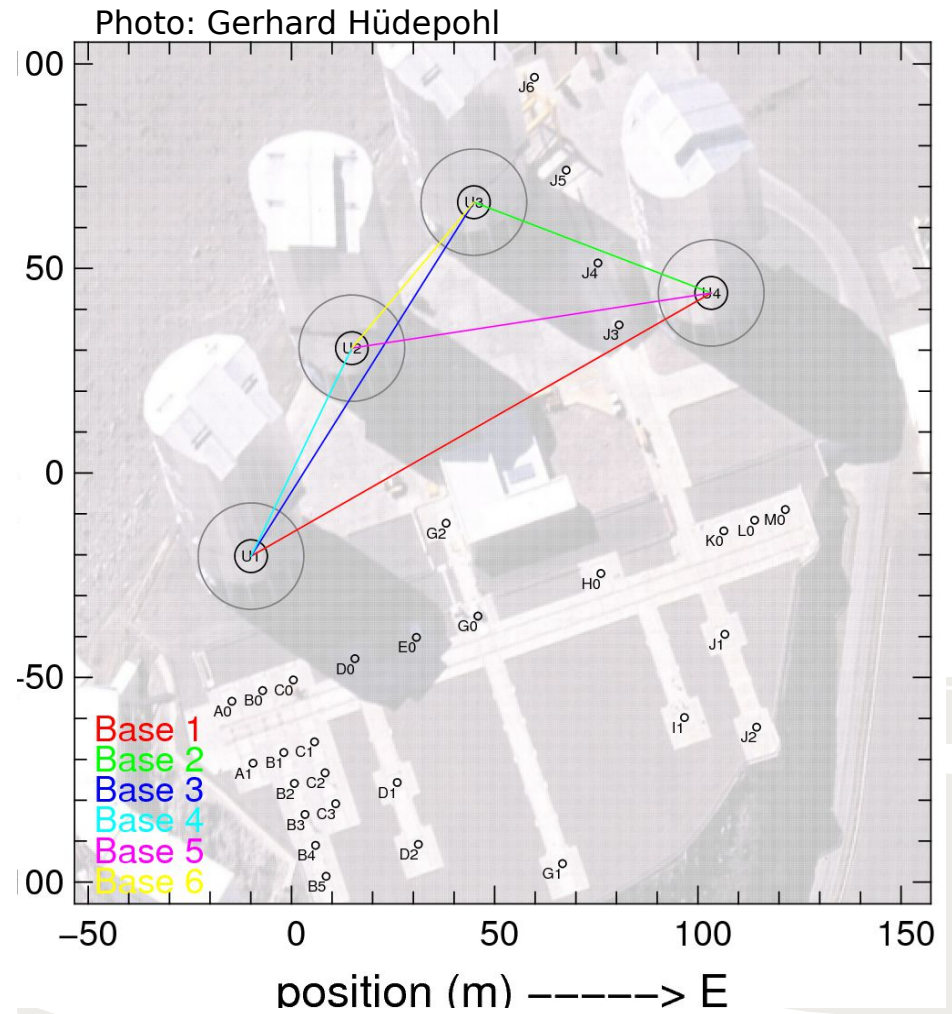 Photo: Gerhard Hüdepohl
00
J6
J5
U3
50
J4
U4
J3
U2
0
M0
L0
K0
G2
U1
H0
G0
J1
E0
D0
-50
C0
B0
A0
I1
J2
Base 1
C1
B1
A1
Base 2
C2
B2
D1
Base 3
C3
B3
Base 4
B4
D2
Base 5
G1
B5
Base 6
00
−50 0 50 100 150
position (m) −−−−−> E